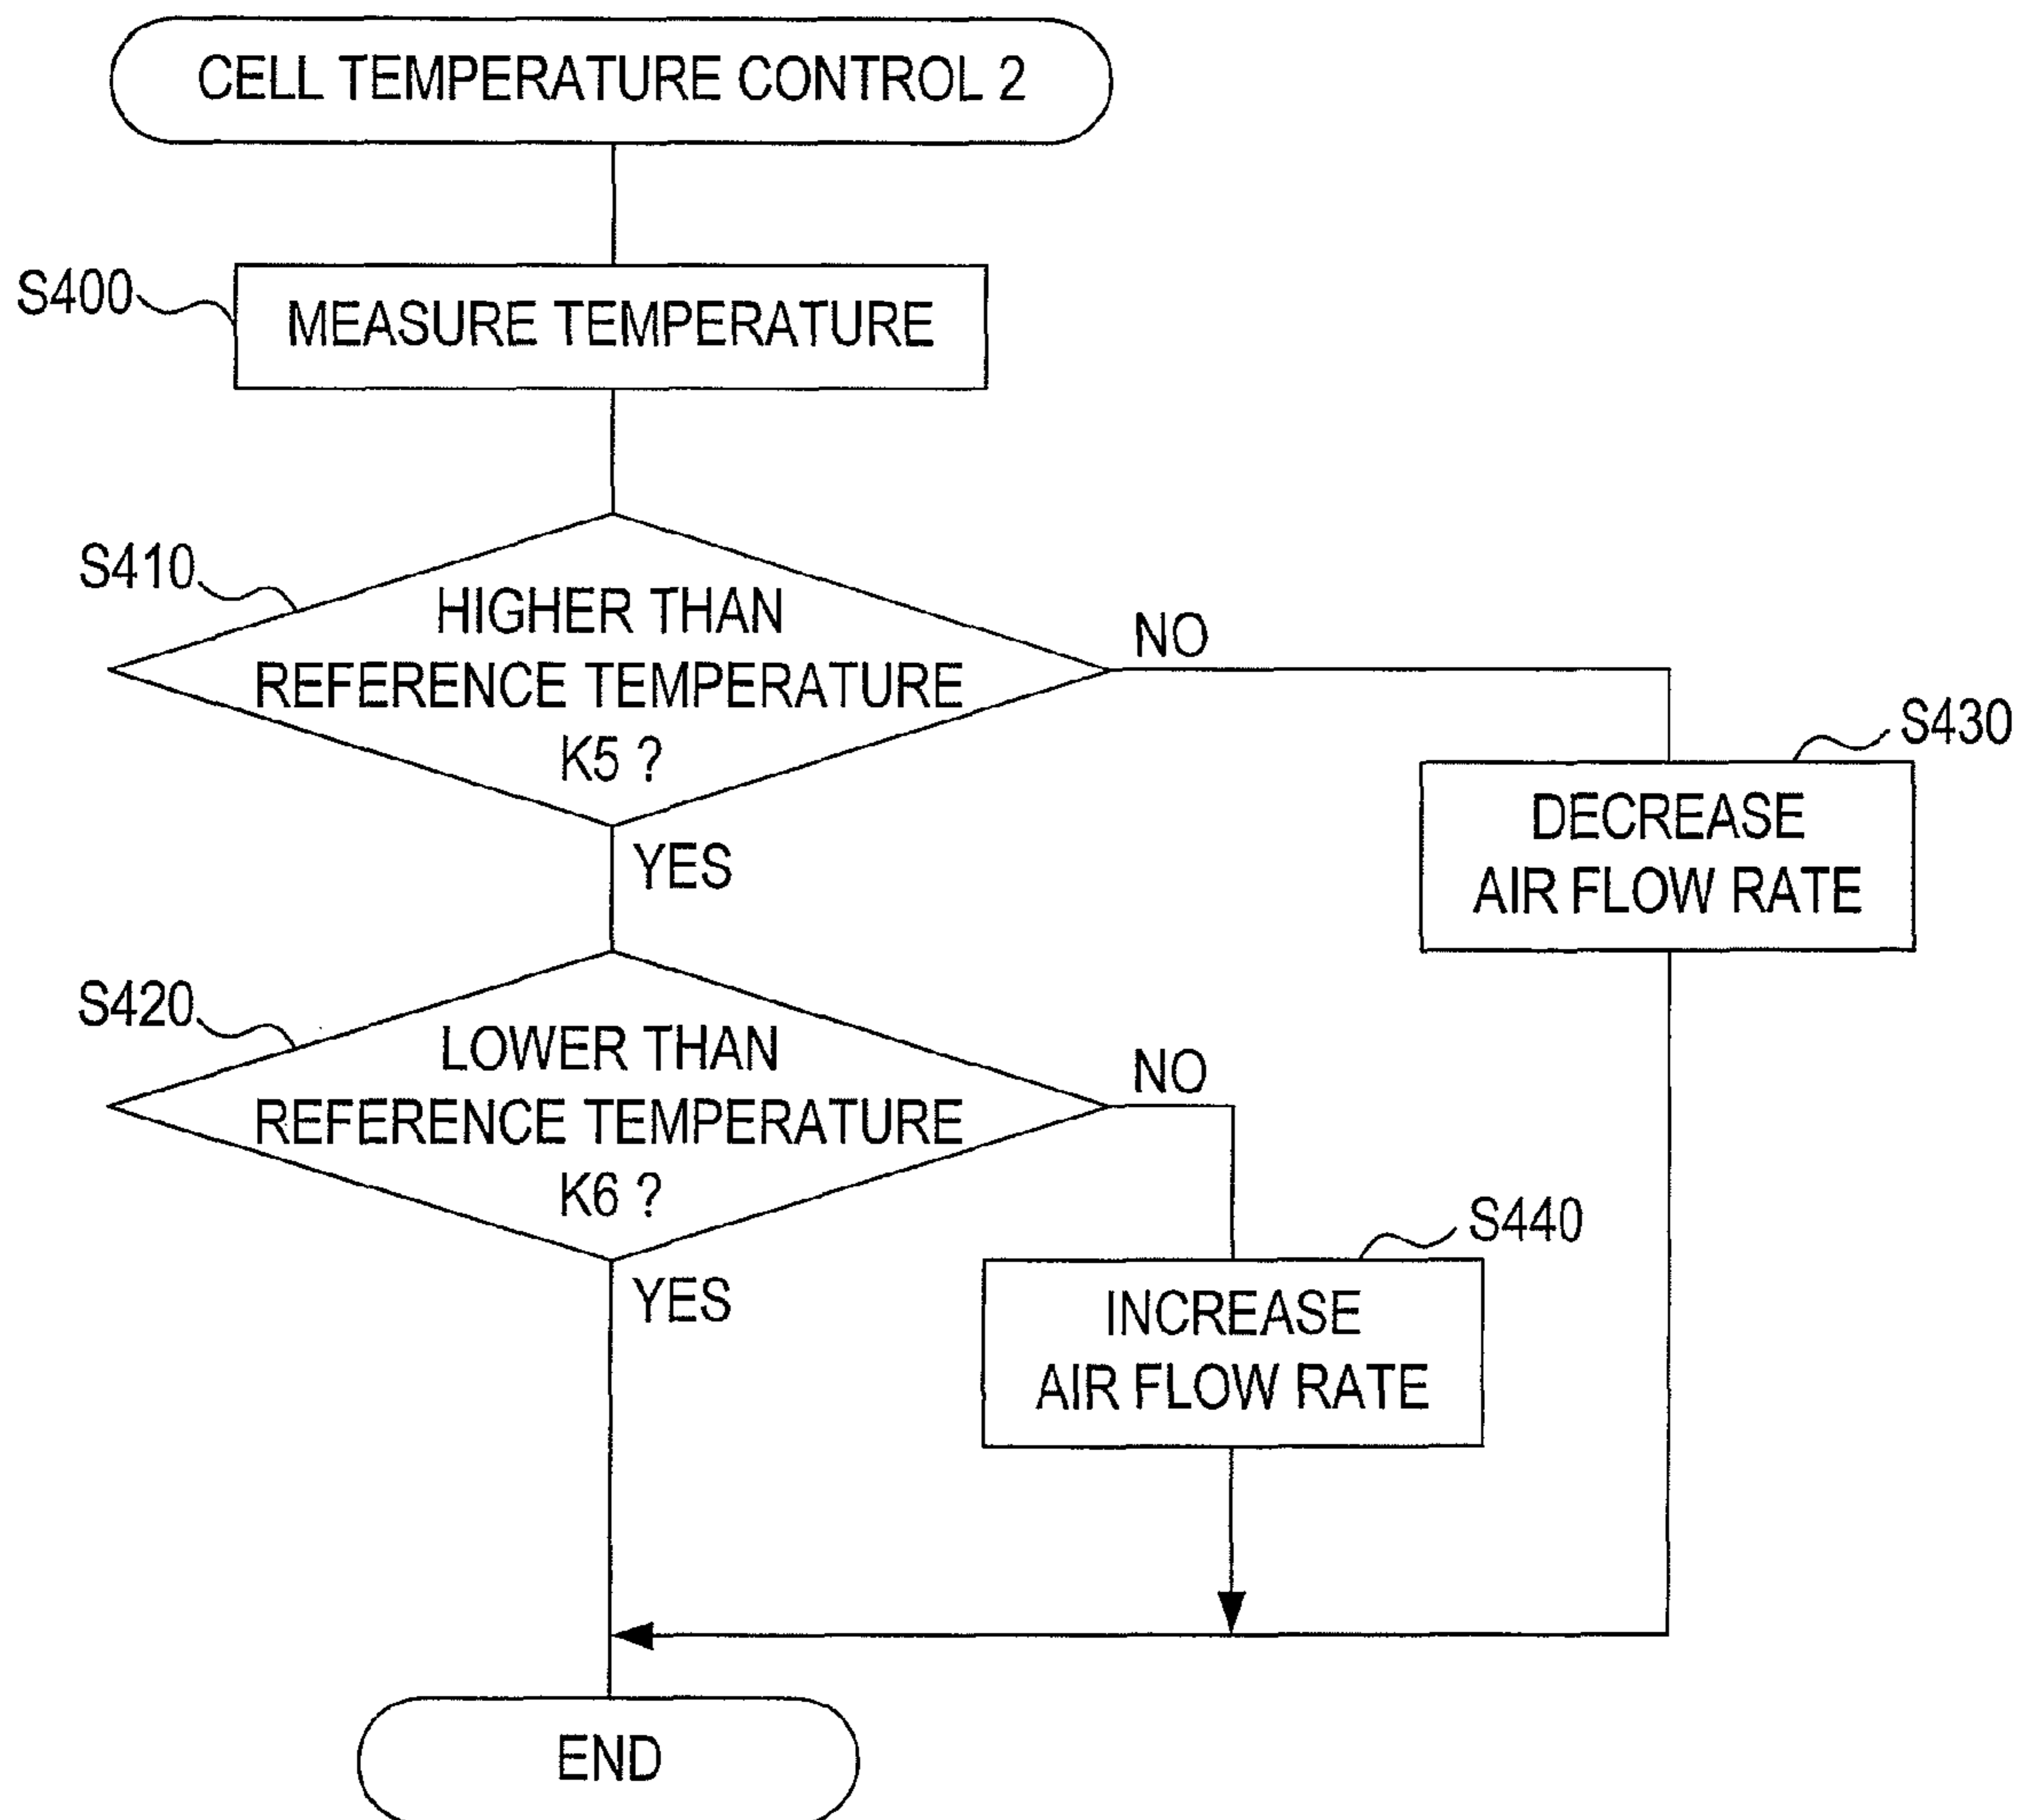 CELL TEMPERATURE CONTROL 2
S400
MEASURE TEMPERATURE
S410
HIGHER THAN
REFERENCE TEMPERATURE
K5 ?
NO
YES
S430
DECREASE
AIR FLOW RATE
S420
LOWER THAN
REFERENCE TEMPERATURE
K6 ?
NO
YES
S440
INCREASE
AIR FLOW RATE
END